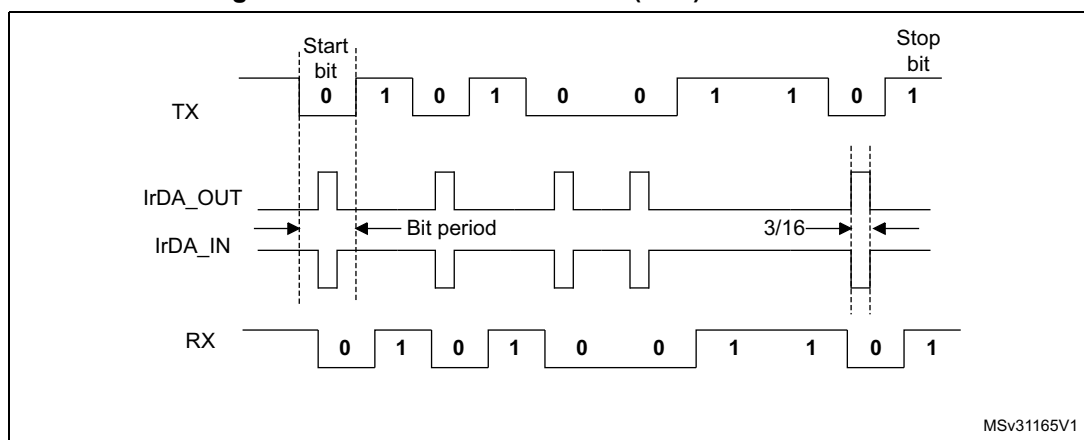 Start
bit
Stop
bit
TX
0 1 0 1 0 0 1 1 0 1
IrDA_OUT
Bit period
3/16
IrDA_IN
RX
0 1 0 1 0 0 1 1 0 1
MSv31165V1